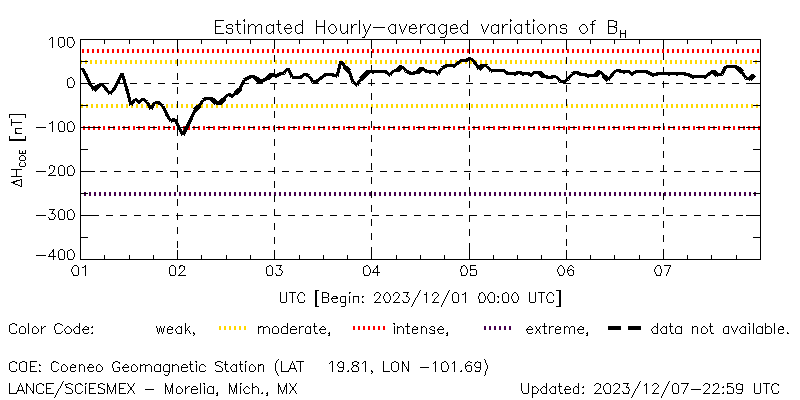 Estimated Hourly-averaged variations of BH
100
0
-100
-200
-300
-400
ΔHCOE [nT]
01 02 03 04 05 06 07
UTC [Begin: 2023/12/01 00:00 UTC]
Color Code: weak, moderate, intense, extreme, data not available.
COE: Coeneo Geomagnetic Station (LAT 19.81, LON -101.69)
LANCE/SCiESMEX - Morelia, Mich., MX Updated: 2023/12/07-22:59 UTC